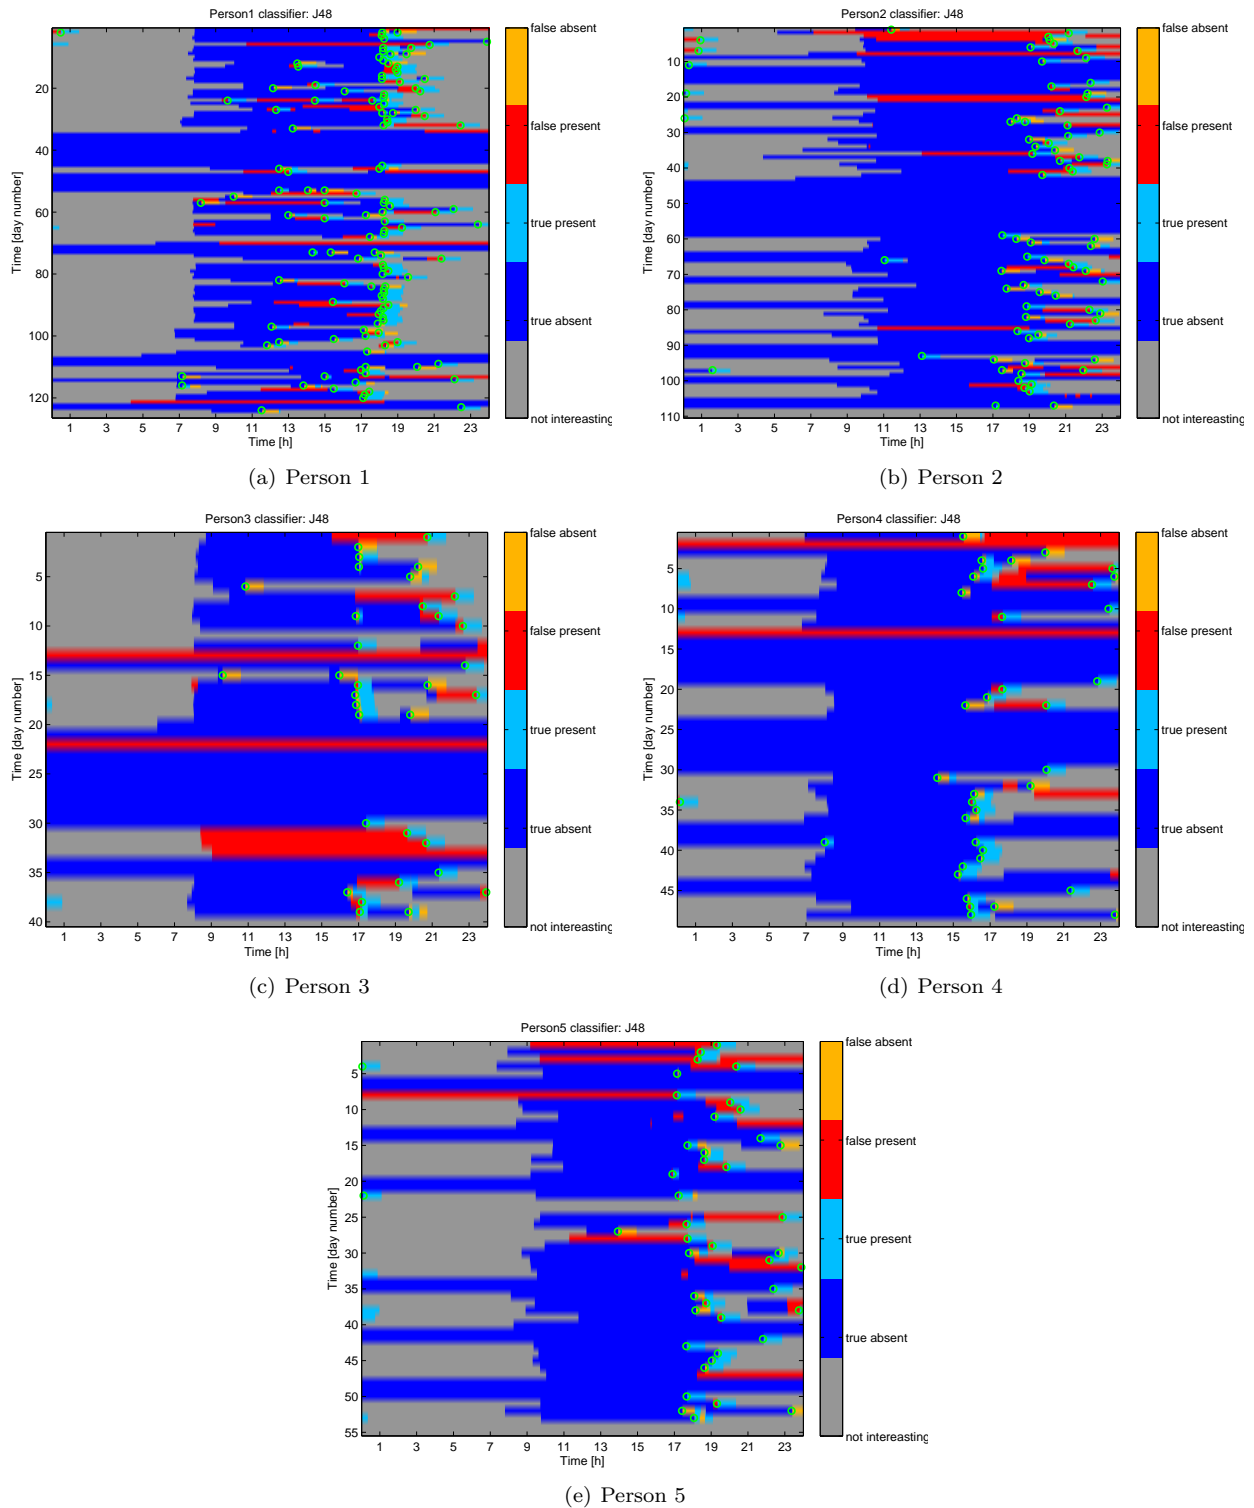 Person1 classifier: J48
Time [day number]
20
40
60
80
100
120
1 3 5 7 9 11 13 15 17 19 21 23
Time [h]
false absent
false present
true present
true absent
not intereasting
(a) Person 1
Person2 classifier: J48
Time [day number]
10
20
30
40
50
60
70
80
90
100
110
1 3 5 7 9 11 13 15 17 19 21 23
Time [h]
false absent
false present
true present
true absent
not intereasting
(b) Person 2
Person3 classifier: J48
Time [day number]
5
10
15
20
25
30
35
40
1 3 5 7 9 11 13 15 17 19 21 23
Time [h]
false absent
false present
true present
true absent
not intereasting
(c) Person 3
Person4 classifier: J48
Time [day number]
5
10
15
20
25
30
35
40
45
1 3 5 7 9 11 13 15 17 19 21 23
Time [h]
false absent
false present
true present
true absent
not intereasting
(d) Person 4
Person5 classifier: J48
Time [day number]
5
10
15
20
25
30
35
40
45
50
55
1 3 5 7 9 11 13 15 17 19 21 23
Time [h]
false absent
false present
true present
true absent
not intereasting
(e) Person 5